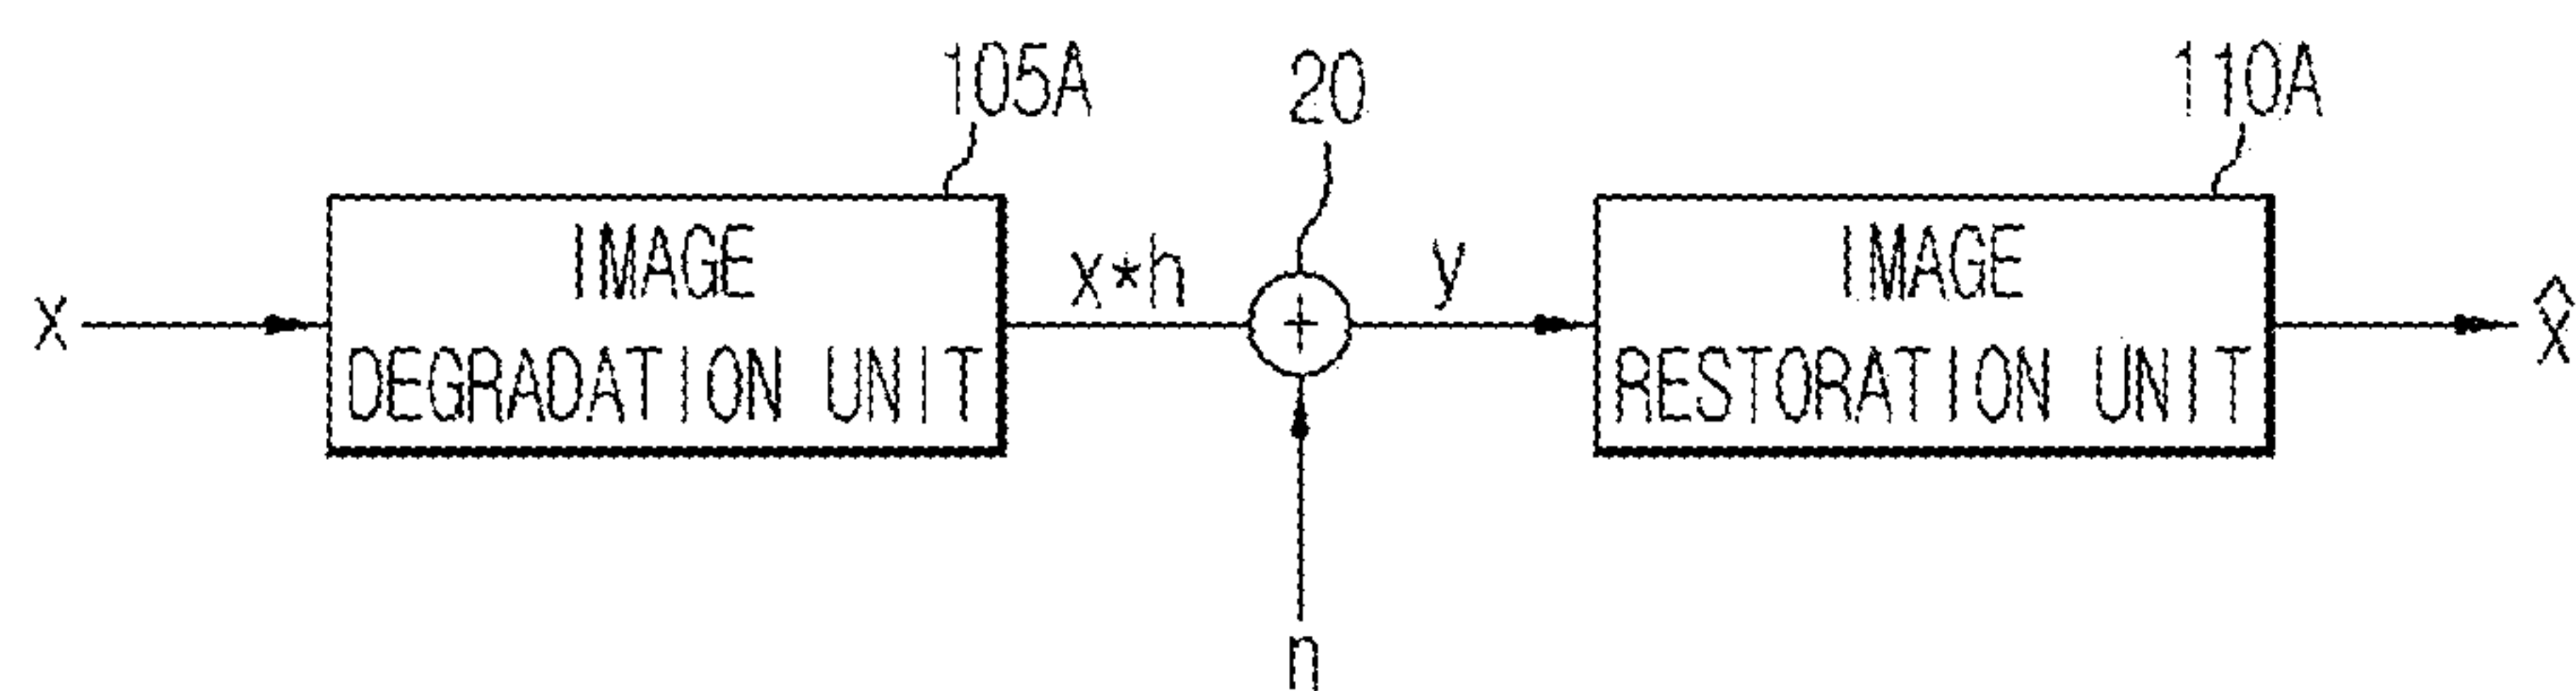 105A
20
110A
x
IMAGE
DEGRADATION UNIT
x*h
+
y
IMAGE
RESTORATION UNIT
x̂
n